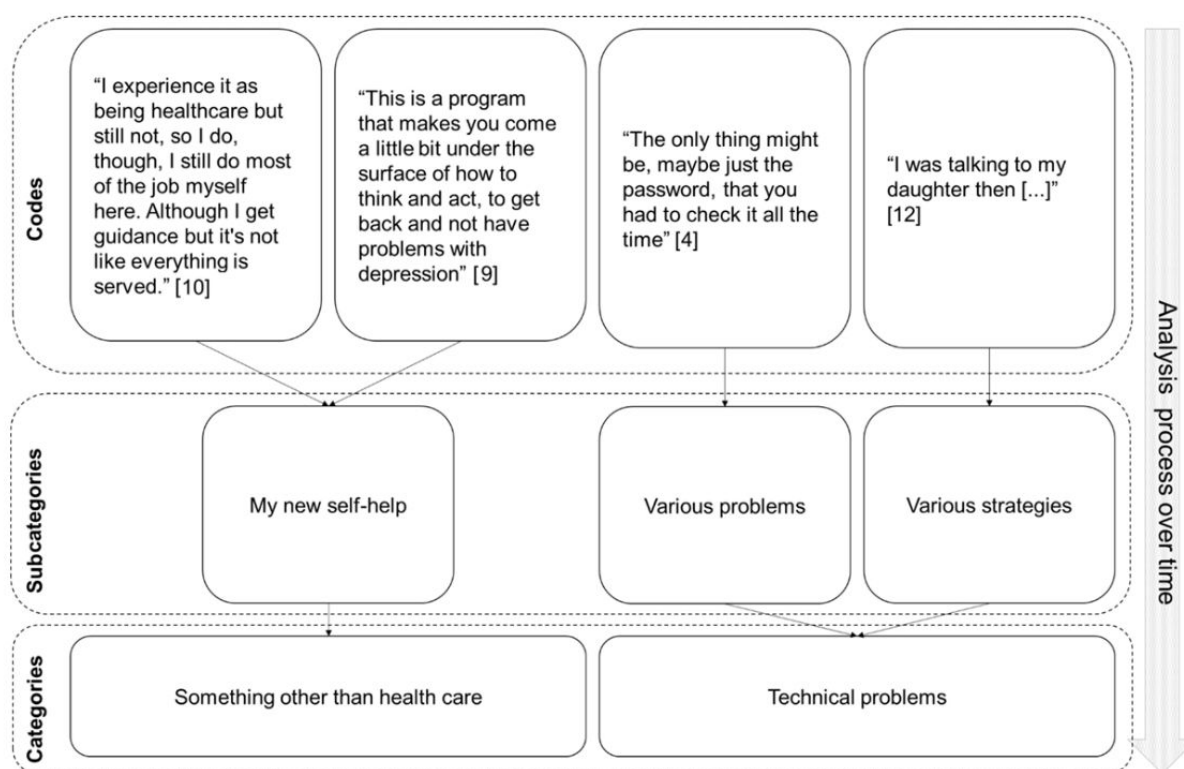 Codes
“I experience it as
being healthcare but
still not, so I do,
though, I still do most
of the job myself
here. Although I get
guidance but it's not
like everything is
served.” [10]
“This is a program
that makes you come
a little bit under the
surface of how to
think and act, to get
back and not have
problems with
depression” [9]
“The only thing might
be, maybe just the
password, that you
had to check it all the
time” [4]
“I was talking to my
daughter then [...]”
[12]
Subcategories
My new self-help
Various problems
Various strategies
Categories
Something other than health care
Technical problems
Analysis process over time